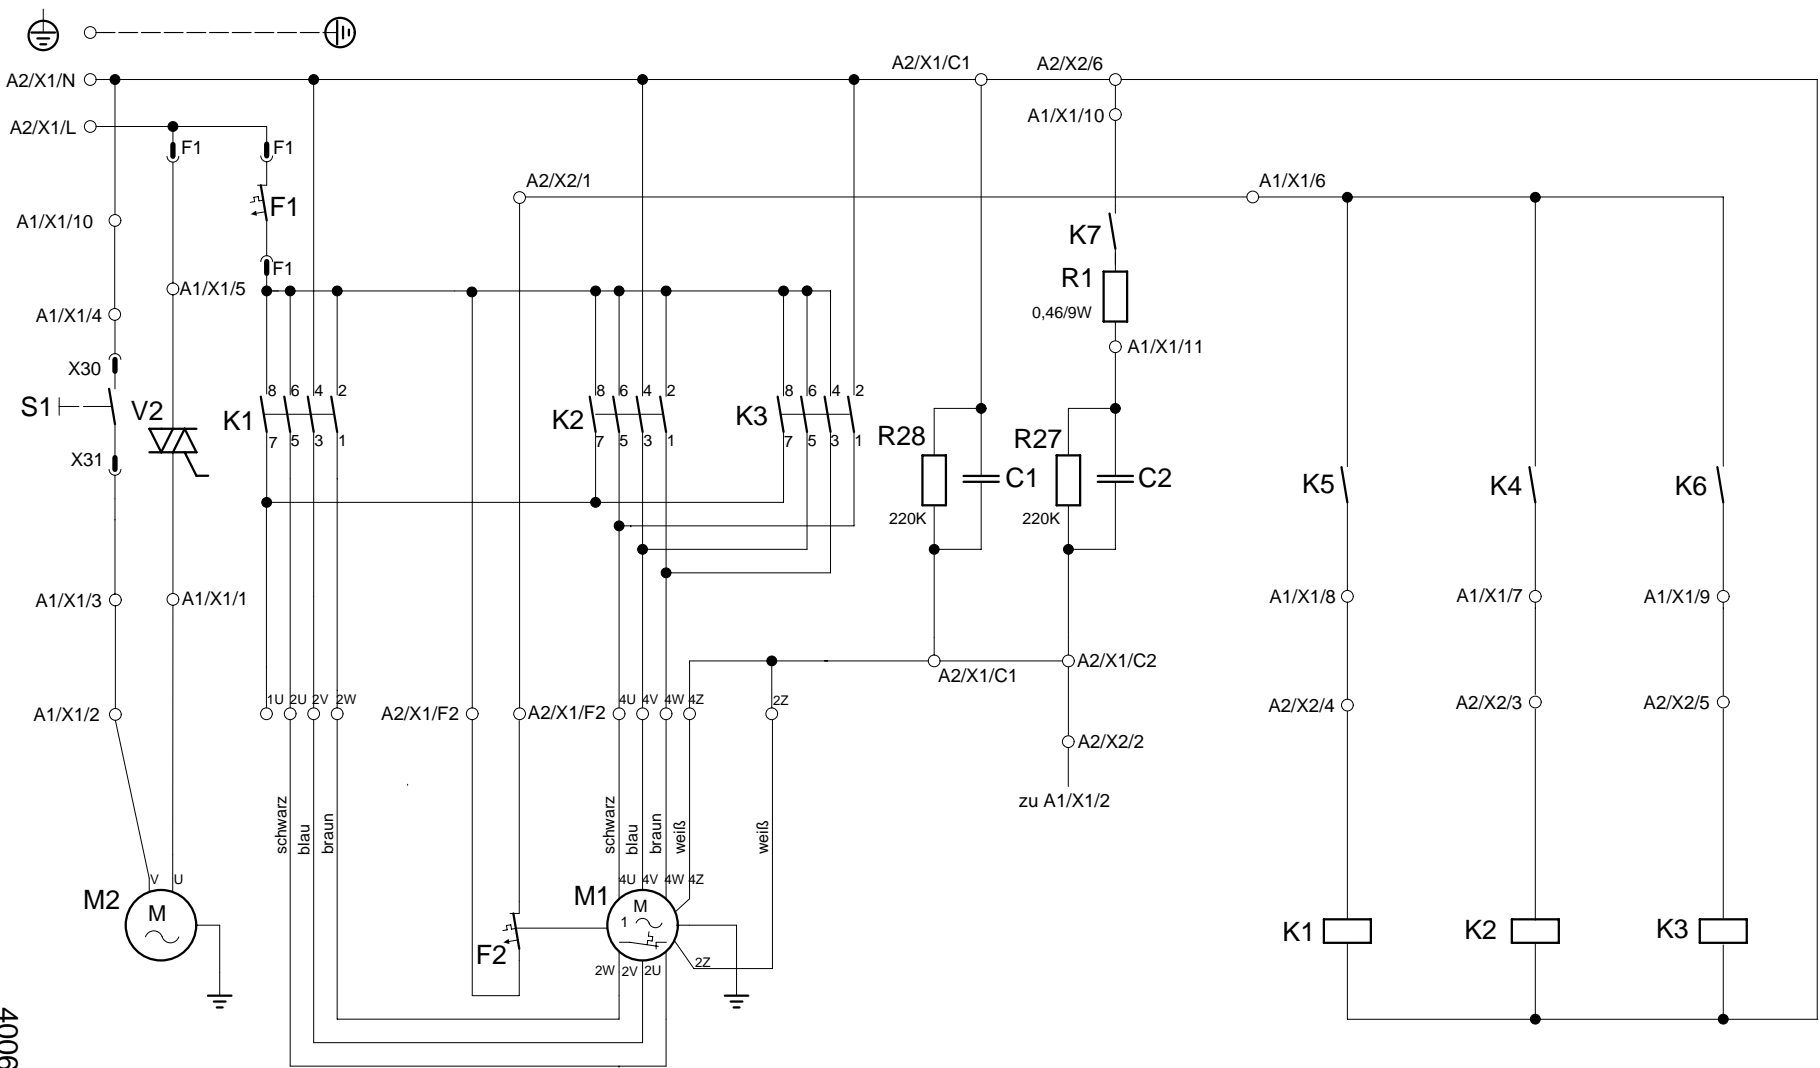 A2/X1/N
A2/X1/C1
A2/X2/6
A2/X1/L
A1/X1/10
F1
F1
A2/X2/1
A1/X1/6
A1/X1/10
F1
K7
F1
R1
A1/X1/5
A1/X1/4
0,46/9W
A1/X1/11
X30
S1
V2
K1
8 6 4 2
7 5 3 1
K2
8 6 4 2
7 5 3 1
K3
8 6 4 2
7 5 3 1
R28
C1
220K
R27
C2
220K
X31
K5
K4
K6
A1/X1/3
A1/X1/1
A1/X1/8
A1/X1/7
A1/X1/9
A2/X1/C1
A2/X1/C2
A1/X1/2
1U 2U 2V 2W
A2/X1/F2
A2/X1/F2
4U 4V 4W 4Z
2Z
A2/X2/4
A2/X2/3
A2/X2/5
A2/X2/2
zu A1/X1/2
schwarz
blau
braun
schwarz
blau
braun
weiß
weiß
V U
M2
M
4U 4V 4W 4Z
M1
M
1
F2
2W 2V 2U
2Z
K1
K2
K3
4006